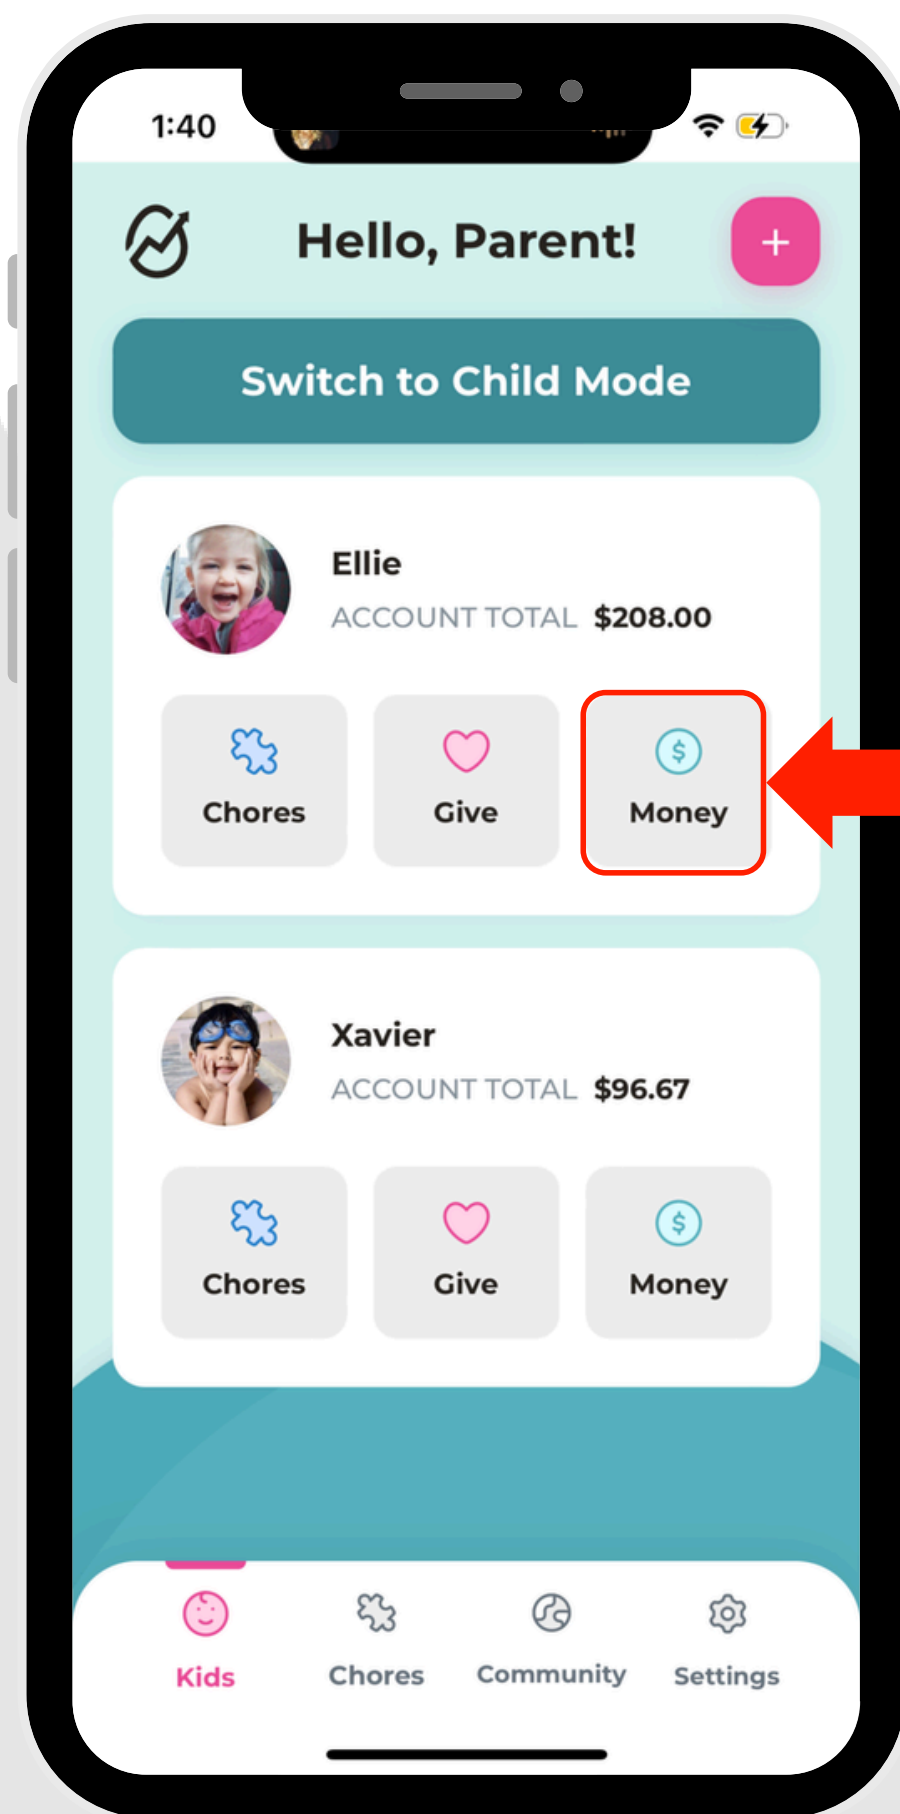 1:40
Hello, Parent!
+
Switch to Child Mode
Ellie
ACCOUNT TOTAL $208.00
Chores Give $ Money
Xavier
ACCOUNT TOTAL $96.67
Chores Give $ Money
Kids Chores Community Settings